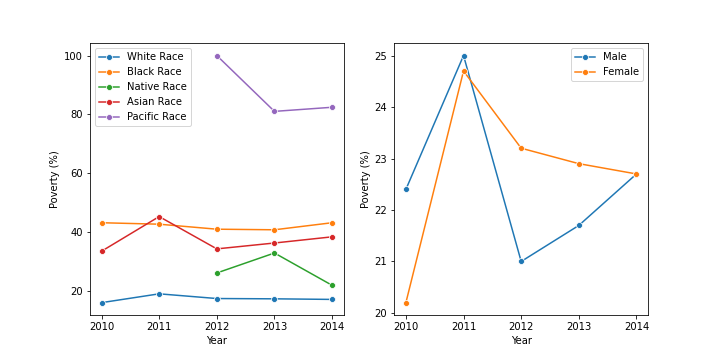 White Race
Black Race
Native Race
Asian Race
Pacific Race
100
80
60
40
20
Poverty (%)
2010 2011 2012 2013 2014
Year
Male
Female
25
24
23
22
21
20
Poverty (%)
2010 2011 2012 2013 2014
Year